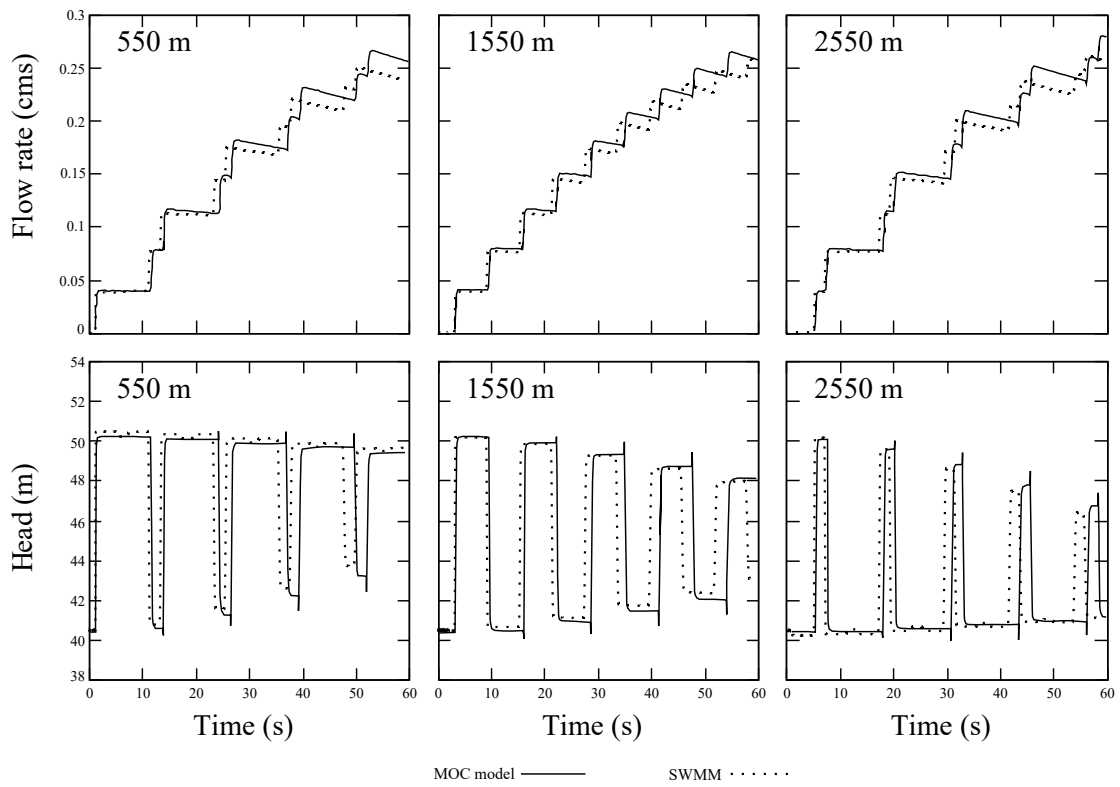 550 m
1550 m
2550 m
Flow rate (cms)
0.3
0.25
0.2
0.15
0.1
0.05
0
550 m
1550 m
2550 m
Head (m)
54
52
50
48
46
44
42
40
38
0 10 20 30 40 50 60
0 10 20 30 40 50 60
0 10 20 30 40 50 60
Time (s)
Time (s)
Time (s)
MOC model
SWMM